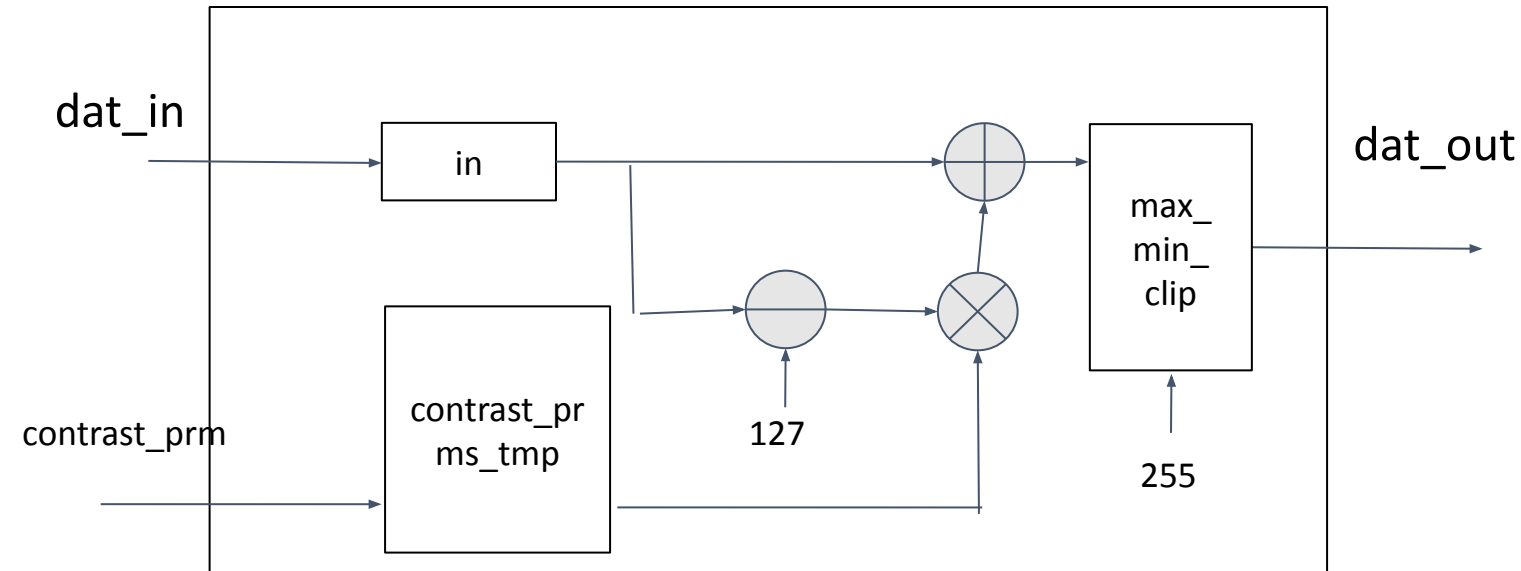 dat_in
in
dat_out
max_
min_
clip
contrast_pr
ms_tmp
contrast_prm
127
255